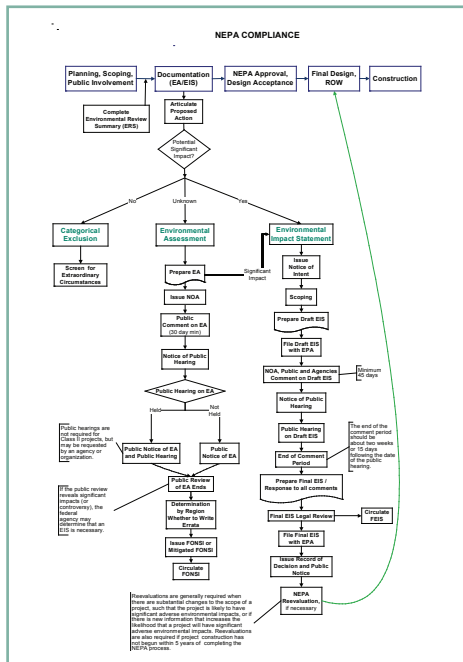 NEPA COMPLIANCE
Planning, Scoping,
Public Involvement
Documentation
(EA/EIS)
NEPA Approval,
Design Acceptance
Final Design,
ROW
Construction
Complete
Environmental Review
Summary (ERS)
Articulate
Proposed
Action
Potential
Significant
Impact?
No
Unknown
Yes
Categorical
Exclusion
Environmental
Assessment
Environmental
Impact Statement
Screen for
Extraordinary
Circumstances
Prepare EA
Significant
Impact
Issue
Notice of
Intent
Issue NOA
Scoping
Public
Comment on EA
(30 day min)
Prepare Draft EIS
File Draft EIS
with EPA
Notice of Public
Hearing
NOA, Public and Agencies
Comment on Draft EIS
Minimum
45 days
Public Hearing on EA
Notice of Public
Hearing
Held
Not
Held
Public hearings are
not required for
Class II projects, but
may be requested
by an agency or
organization.
Public Notice of EA
and Public Hearing
Public
Notice of EA
Public Hearing
on Draft EIS
End of Comment
Period
The end of the
comment period
should be
about two weeks
or 15 days
following the date
of the public
hearing.
If the public review
reveals significant
impacts (or
controversy), the
federal
agency may
determine that
an EIS is necessary.
Public Review
of EA Ends
Prepare Final EIS /
Response to all comments
Determination
by Region
Whether to Write
Errata
Final EIS Legal Review
Circulate
FEIS
File Final EIS
with EPA
Issue FONSI or
Mitigated FONSI
Issue Record of
Decision and Public
Notice
Circulate
FONSI
NEPA
Reevaluation,
if necessary
Reevaluations are generally required when
there are substantial changes to the scope of a
project, such that the project is likely to have
significant adverse environmental impacts, or if
there is new information that increases the
likelihood that a project will have significant
adverse environmental impacts. Reevaluations
are also required if project construction has
not begun within 5 years of completing the
NEPA process.